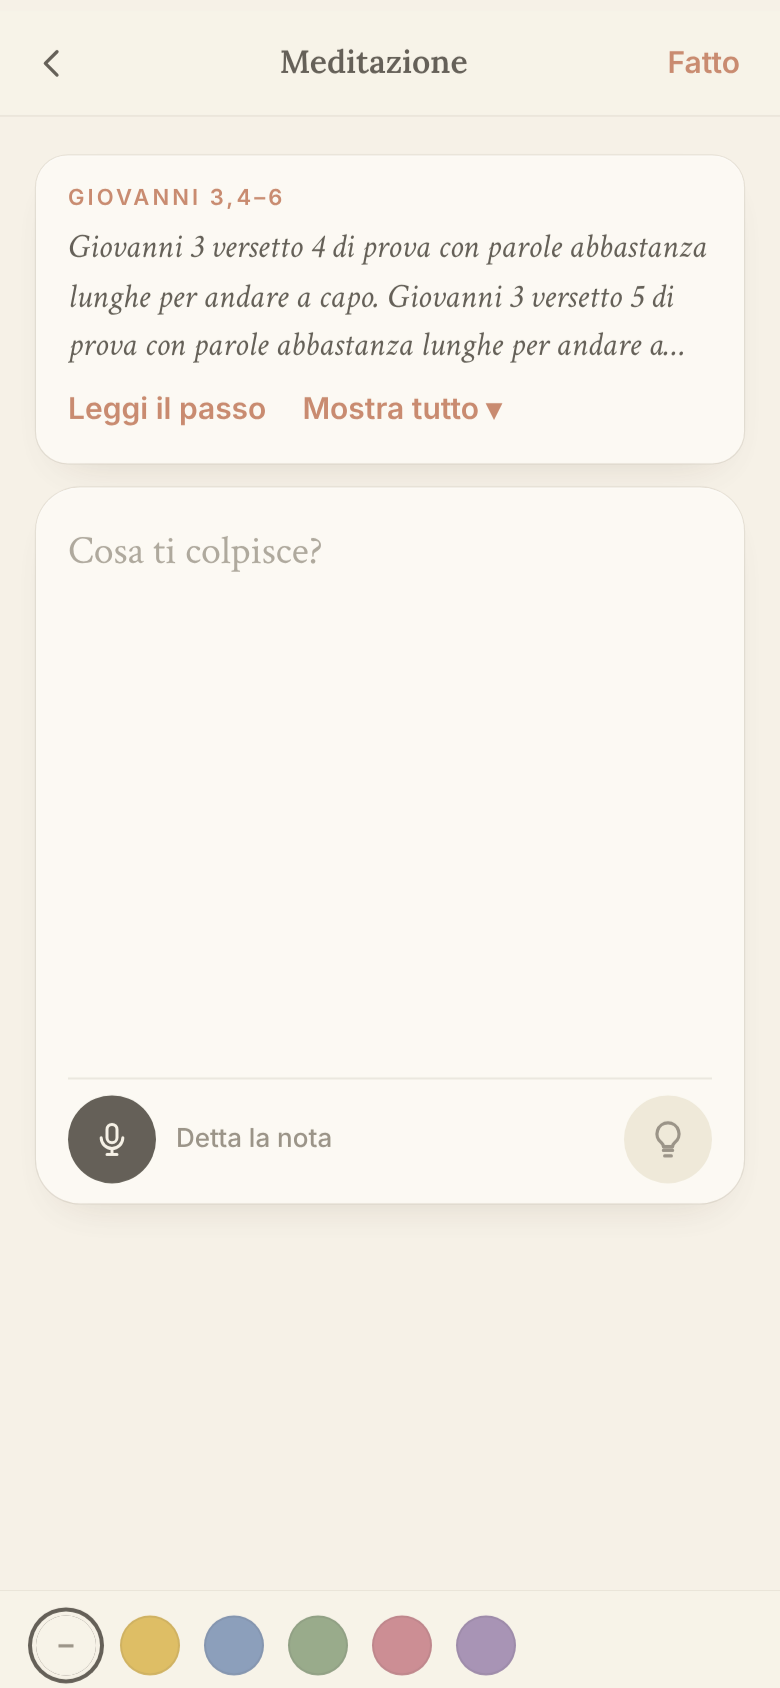 Meditazione
Fatto
GIOVANNI 3,4–6
Giovanni 3 versetto 4 di prova con parole abbastanza
lunghe per andare a capo. Giovanni 3 versetto 5 di
prova con parole abbastanza lunghe per andare a...
Leggi il passo
Mostra tutto ▾
Cosa ti colpisce?
Detta la nota